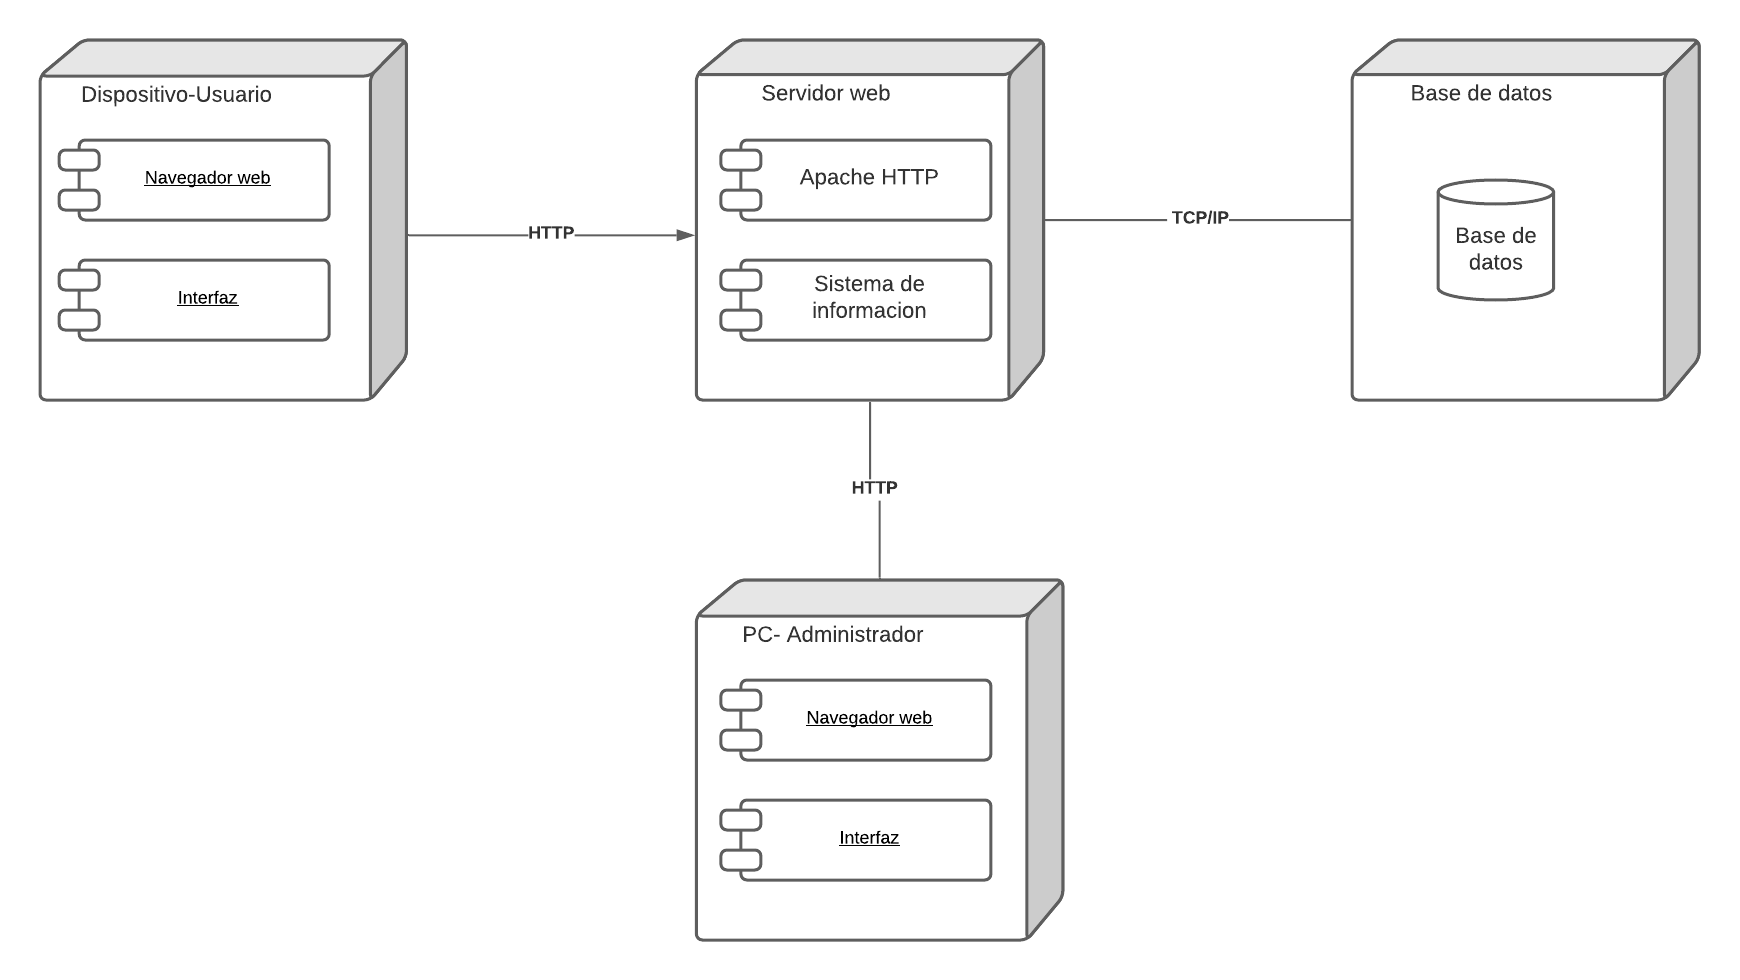 Dispositivo-Usuario
Navegador web
Interfaz
HTTP
Servidor web
Apache HTTP
Sistema de
informacion
TCP/IP
Base de datos
Base de
datos
HTTP
PC- Administrador
Navegador web
Interfaz